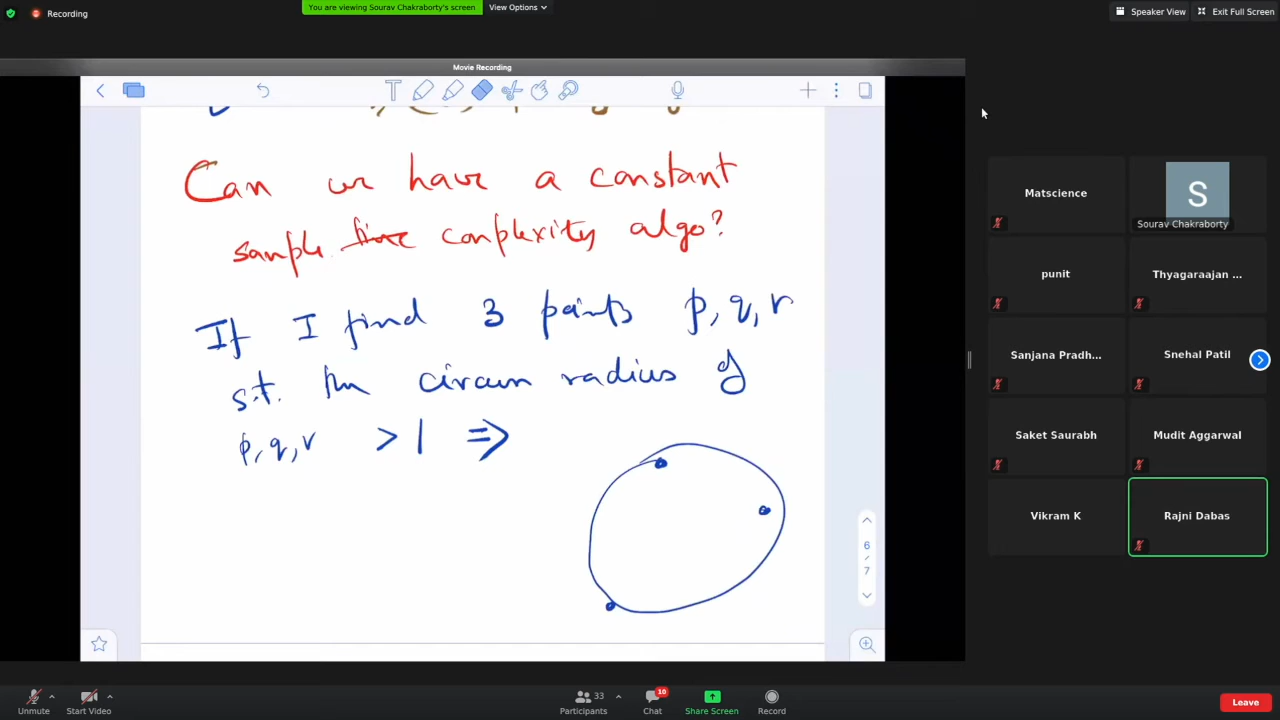 Recording
You are viewing Sourav Chakraborty's screen
View Options
Speaker View
Exit Full Screen
Movie Recording
Can we have a constant
sample time complexity algo?
If I find 3 points p, q, r
s.t. the circum radius of
p, q, r > 1 ⇒
6
/
7
Matscience
S
Sourav Chakraborty
punit
Thyagaraajan ...
Sanjana Pradh...
Snehal Patil
Saket Saurabh
Mudit Aggarwal
Vikram K
Rajni Dabas
Unmute
Start Video
33
Participants
10
Chat
Share Screen
Record
Leave